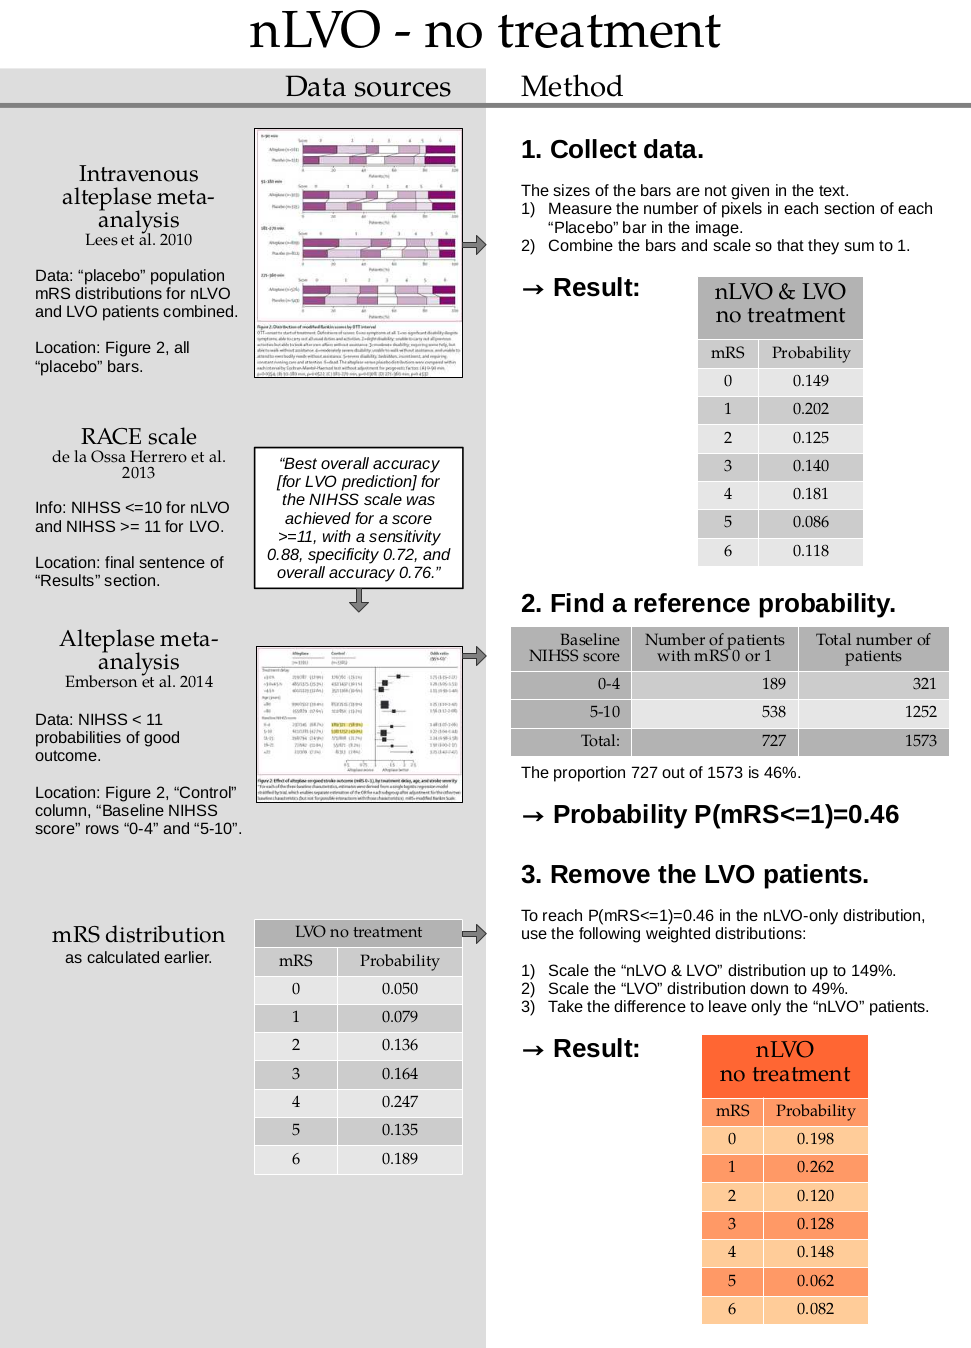 nLVO - no treatment
Data sources
Method
Intravenous
alteplase meta-
analysis
Lees et al. 2010
Data: “placebo” population
mRS distributions for nLVO
and LVO patients combined.
Location: Figure 2, all
“placebo” bars.
RACE scale
de la Ossa Herrero et al.
2013
Info: NIHSS <=10 for nLVO
and NIHSS >= 11 for LVO.
Location: final sentence of
“Results” section.
“Best overall accuracy
[for LVO prediction] for
the NIHSS scale was
achieved for a score
>=11, with a sensitivity
0.88, specificity 0.72, and
overall accuracy 0.76.”
Alteplase meta-
analysis
Emberson et al. 2014
Data: NIHSS < 11
probabilities of good
outcome.
Location: Figure 2, “Control”
column, “Baseline NIHSS
score” rows “0-4” and “5-10”.
mRS distribution
as calculated earlier.
LVO no treatment
mRS Probability
0 0.050
1 0.079
2 0.136
3 0.164
4 0.247
5 0.135
6 0.189
1. Collect data.
The sizes of the bars are not given in the text.
1) Measure the number of pixels in each section of each
“Placebo” bar in the image.
2) Combine the bars and scale so that they sum to 1.
→ Result:
nLVO & LVO
no treatment
mRS Probability
0 0.149
1 0.202
2 0.125
3 0.140
4 0.181
5 0.086
6 0.118
2. Find a reference probability.
Baseline NIHSS score Number of patients with mRS 0 or 1 Total number of patients
0-4 189 321
5-10 538 1252
Total: 727 1573
The proportion 727 out of 1573 is 46%.
→ Probability P(mRS<=1)=0.46
3. Remove the LVO patients.
To reach P(mRS<=1)=0.46 in the nLVO-only distribution,
use the following weighted distributions:
1) Scale the “nLVO & LVO” distribution up to 149%.
2) Scale the “LVO” distribution down to 49%.
3) Take the difference to leave only the “nLVO” patients.
→ Result:
nLVO
no treatment
mRS Probability
0 0.198
1 0.262
2 0.120
3 0.128
4 0.148
5 0.062
6 0.082